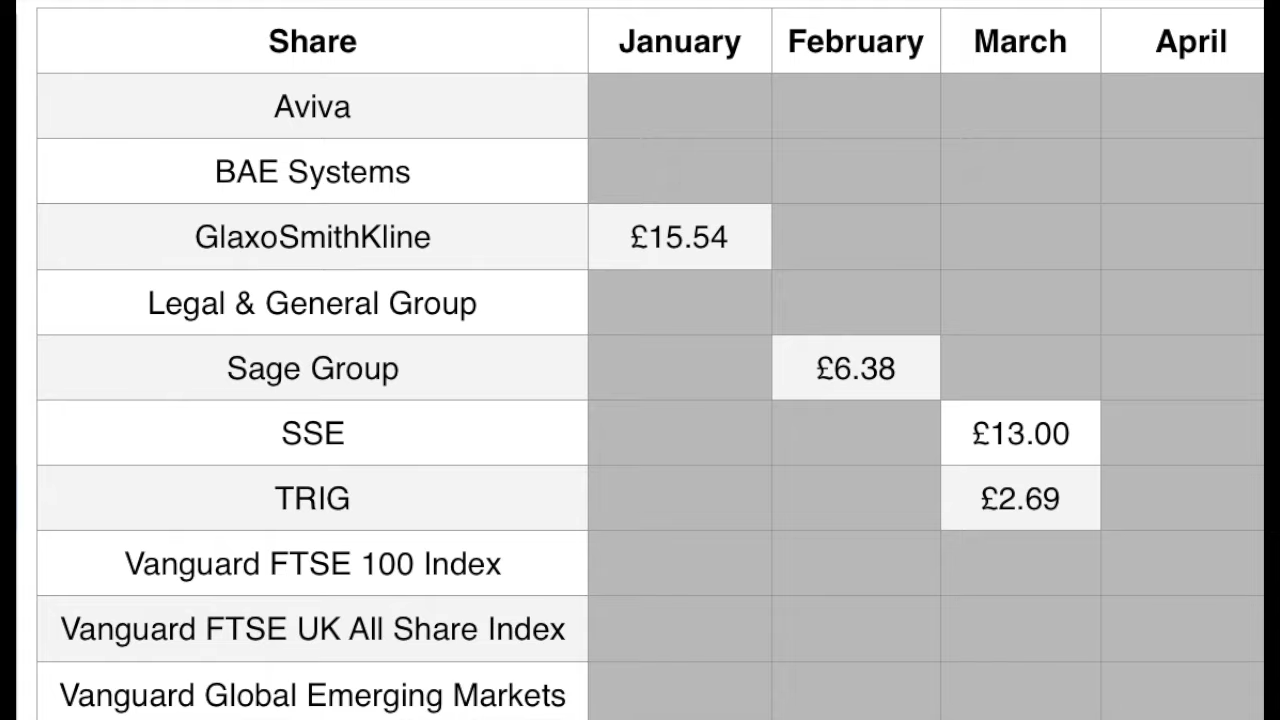 Share January February March April
Aviva
BAE Systems
GlaxoSmithKline £15.54
Legal & General Group
Sage Group £6.38
SSE £13.00
TRIG £2.69
Vanguard FTSE 100 Index
Vanguard FTSE UK All Share Index
Vanguard Global Emerging Markets